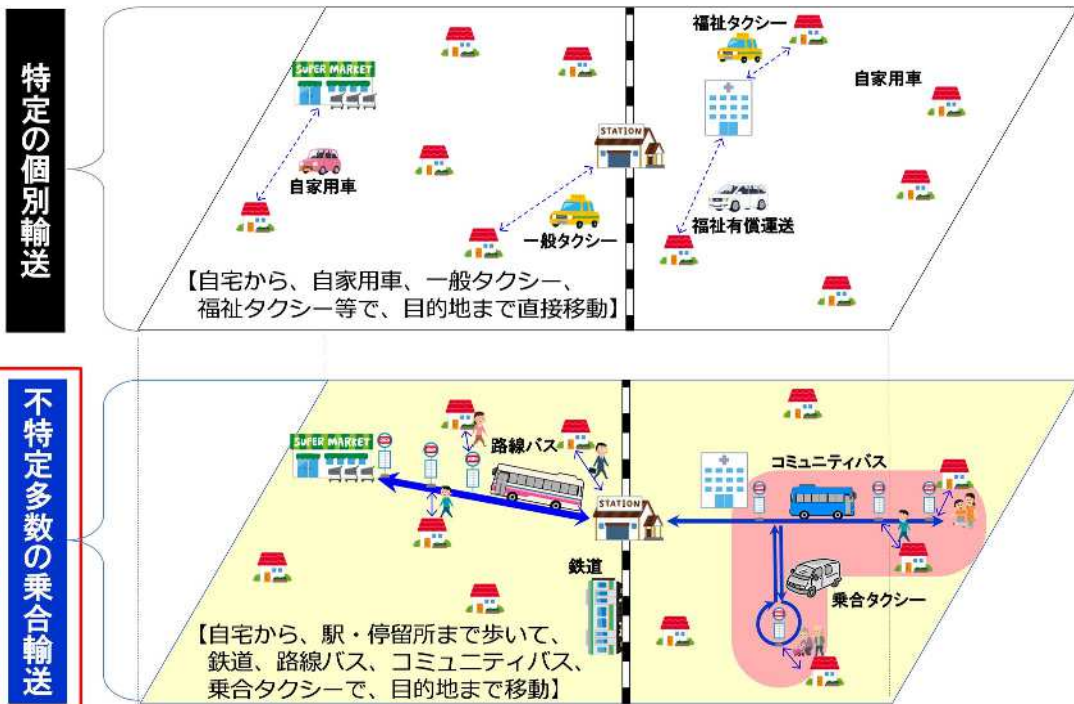 特定の個別輸送
福祉タクシー
自家用車
SUPER MARKET
STATION
自家用車
福祉有償運送
一般タクシー
【自宅から、自家用車、一般タクシー、
福祉タクシー等で、目的地まで直接移動】
不特定多数の乗合輸送
路線バス
コミュニティバス
SUPER MARKET
STATION
鉄道
乗合タクシー
【自宅から、駅・停留所まで歩いて、
鉄道、路線バス、コミュニティバス、
乗合タクシーで、目的地まで移動】